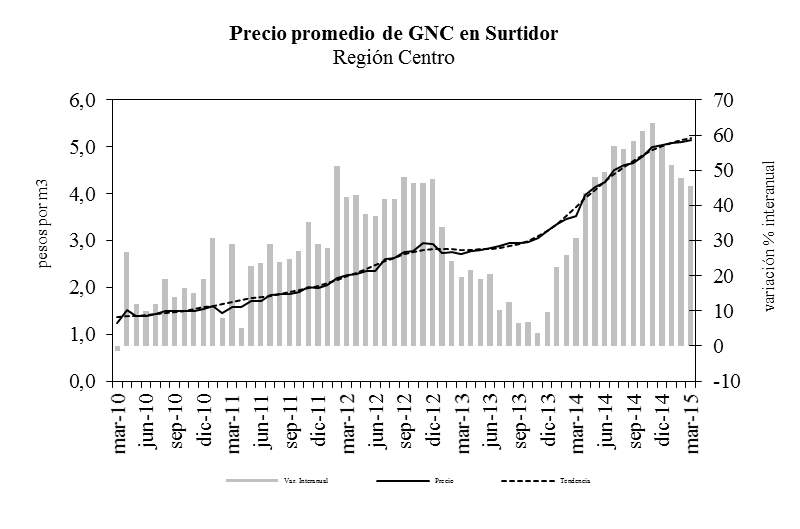 Precio promedio de GNC en Surtidor
Región Centro
6,0
5,0
4,0
3,0
2,0
1,0
0,0
pesos por m3
70
60
50
40
30
20
10
0
-10
variación % interanual
mar-10
jun-10
sep-10
dic-10
mar-11
jun-11
sep-11
dic-11
mar-12
jun-12
sep-12
dic-12
mar-13
jun-13
sep-13
dic-13
mar-14
jun-14
sep-14
dic-14
mar-15
Var. Interanual
Precio
Tendencia